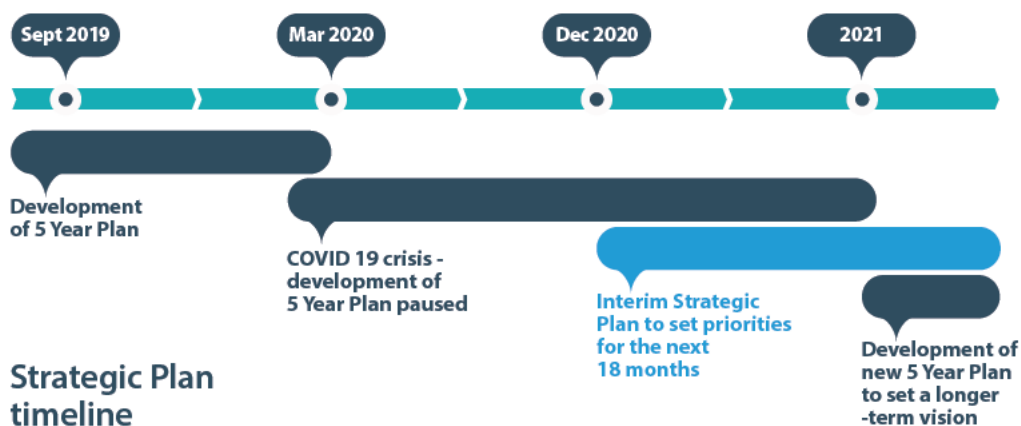 Sept 2019
Mar 2020
Dec 2020
2021
Development
of 5 Year Plan
COVID 19 crisis -
development of
5 Year Plan paused
Interim Strategic
Plan to set priorities
for the next
18 months
Development of
new 5 Year Plan
to set a longer
-term vision
Strategic Plan
timeline